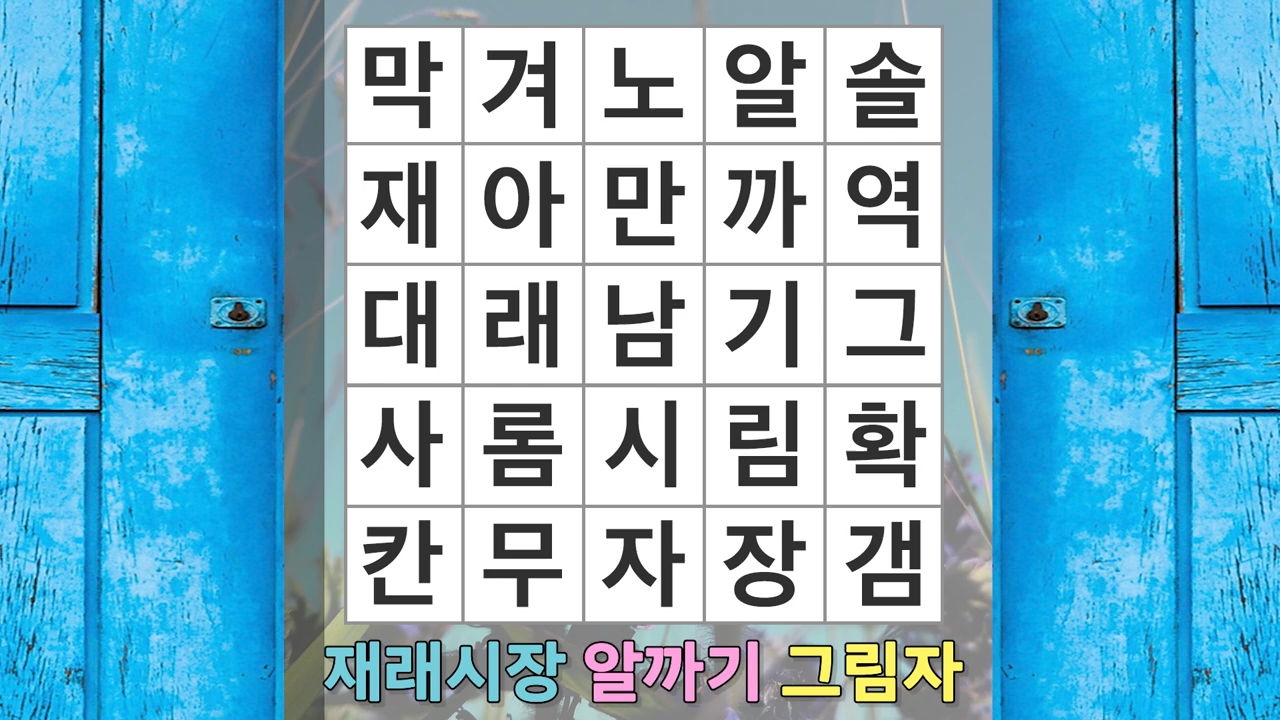 막 겨 노 알 솔
재 아 만 까 역
대 래 남 기 그
사 롬 시 림 확
칸 무 자 장 갬
재래시장 알까기 그림자